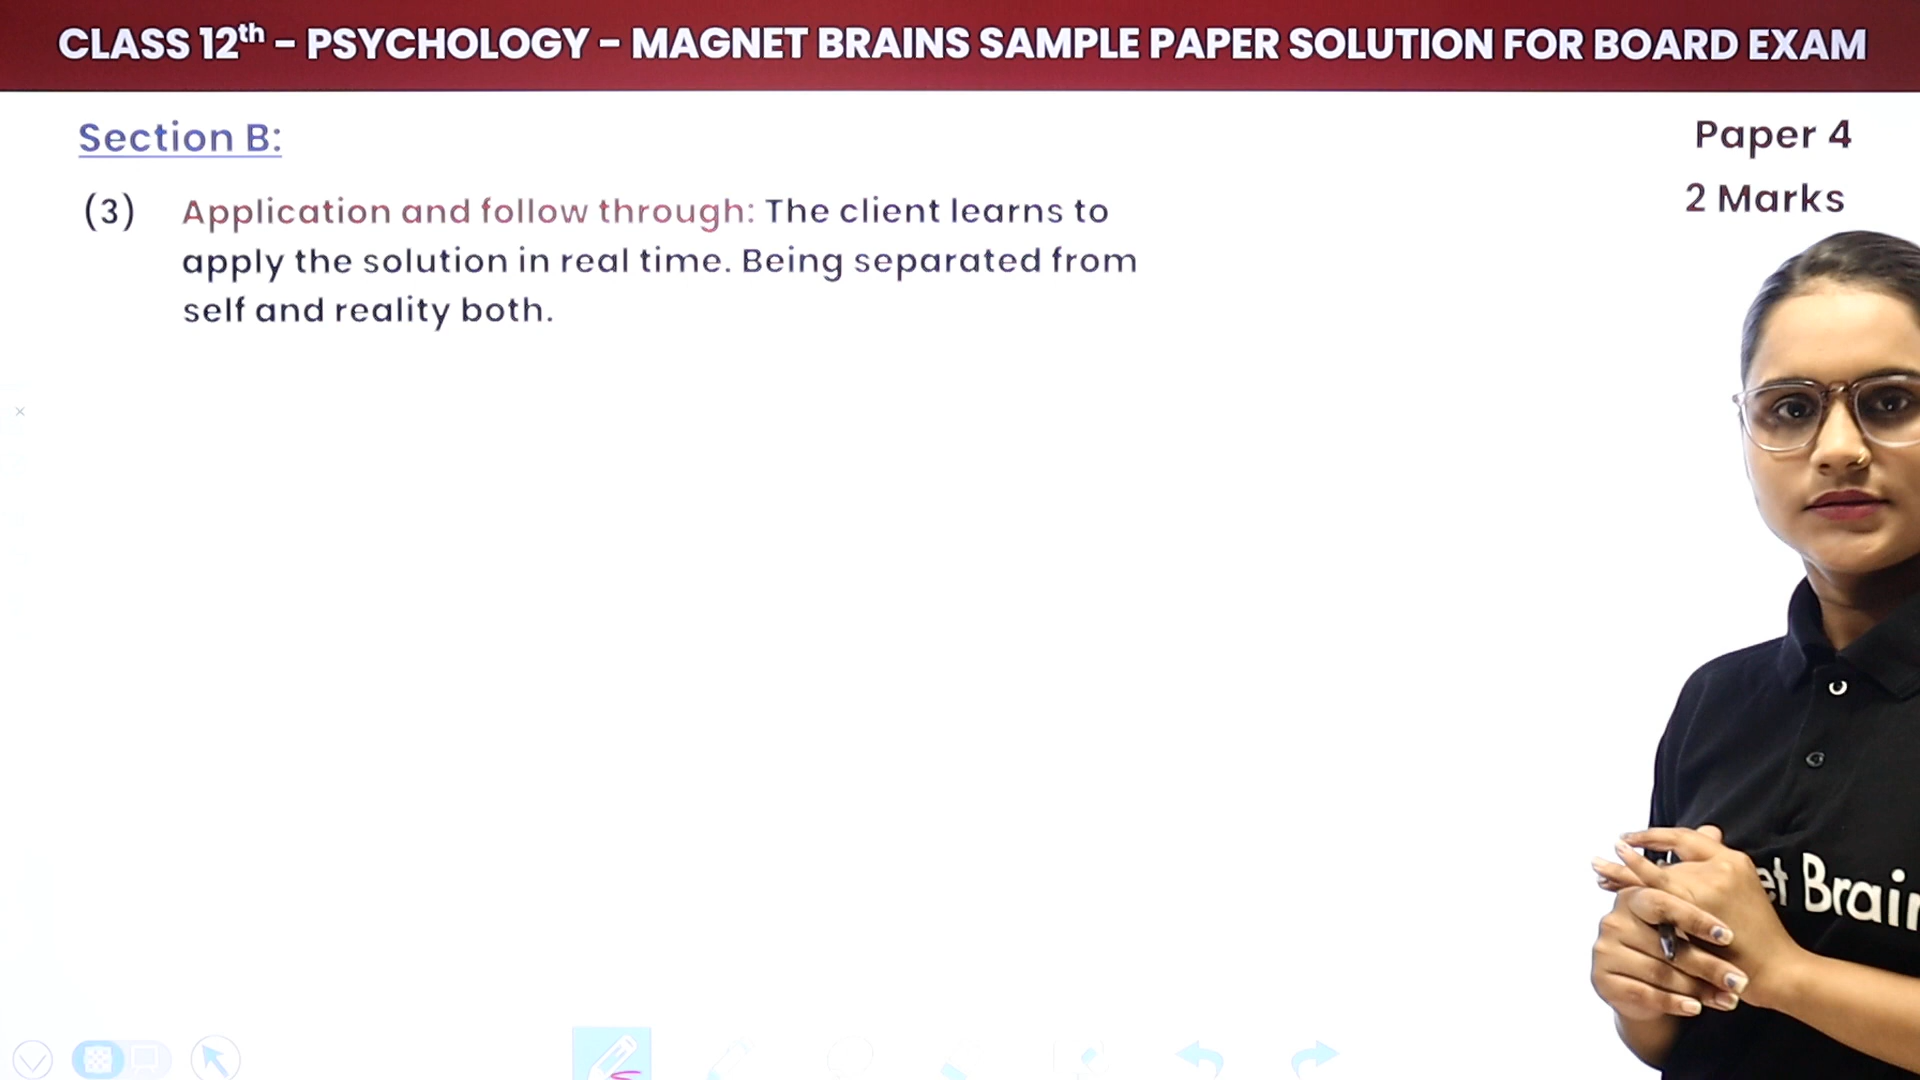 CLASS 12th - PSYCHOLOGY - MAGNET BRAINS SAMPLE PAPER SOLUTION FOR BOARD EXAM
Section B:
Paper 4
2 Marks
(3) Application and follow through: The client learns to
apply the solution in real time. Being separated from
self and reality both.
et Brain